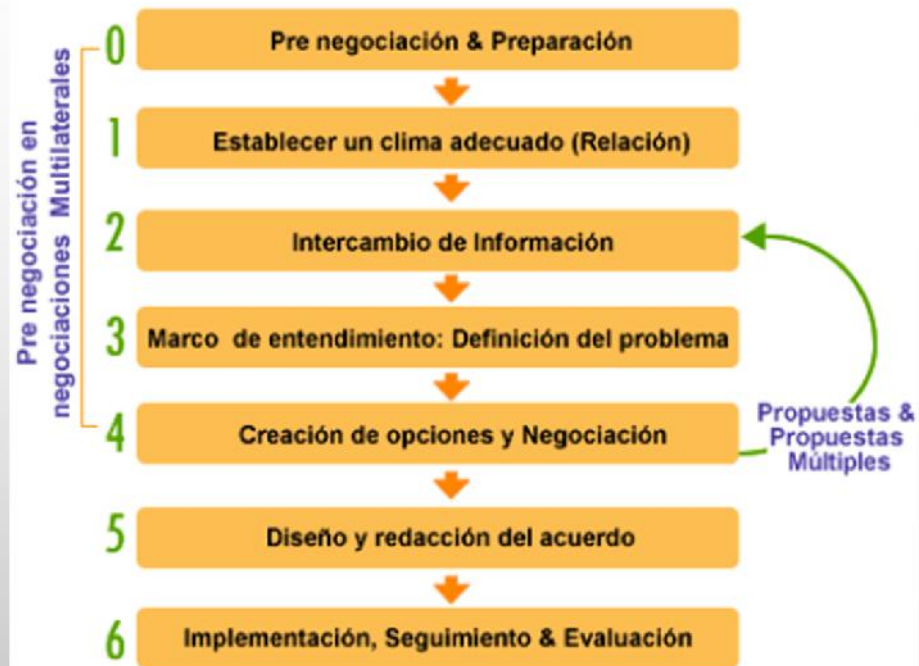 Pre negociación en
negociaciones Multilaterales
0
Pre negociación & Preparación
1
Establecer un clima adecuado (Relación)
2
Intercambio de Información
3
Marco de entendimiento: Definición del problema
4
Creación de opciones y Negociación
Propuestas &
Propuestas
Múltiples
5
Diseño y redacción del acuerdo
6
Implementación, Seguimiento & Evaluación